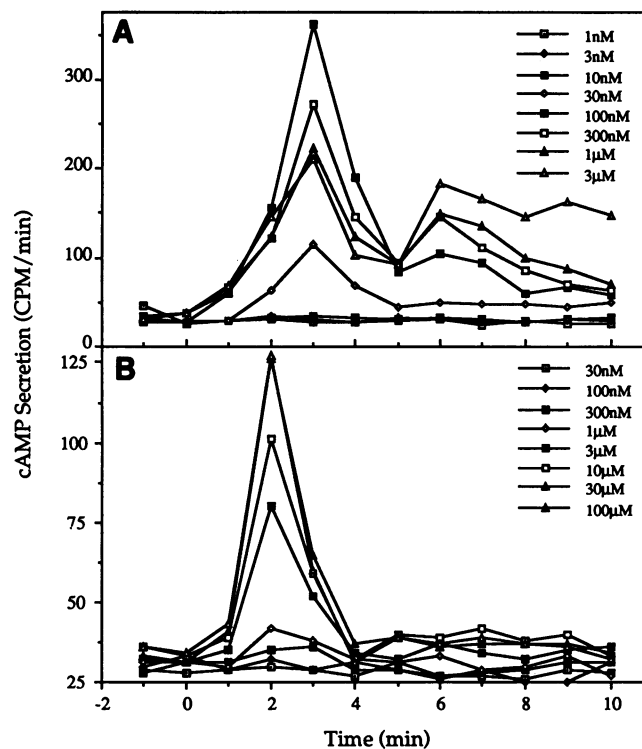 A
1nM
3nM
10nM
30nM
100nM
300nM
1μM
3μM
350
300
200
100
0
cAMP Secretion (CPM/min)
B
30nM
100nM
300nM
1μM
3μM
10μM
30μM
100μM
125
100
75
50
25
-2 0 2 4 6 8 10
Time (min)